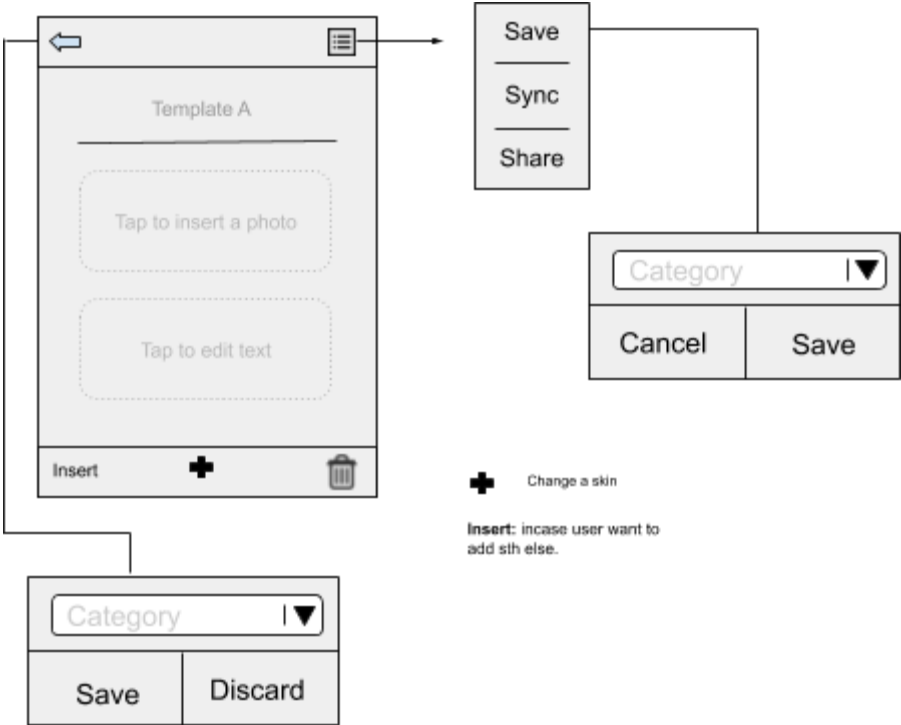 Template A
Tap to insert a photo
Tap to edit text
Insert
Save
Sync
Share
Category
Cancel
Save
Change a skin
Insert: incase user want to
add sth else.
Category
Save
Discard